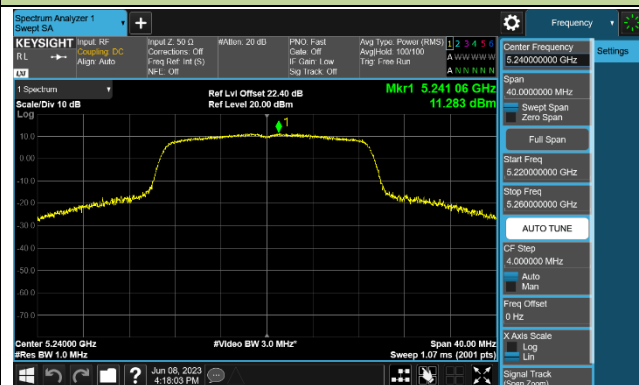 Spectrum Analyzer 1
Swept SA
Frequency
KEYSIGHT
RL
LXI
Input: RF
Coupling: DC
Align: Auto
Input Z: 50 Ω
Corrections: Off
Freq Ref: Int (S)
NFE: Off
#Atten: 20 dB
PNO: Fast
Gate: Off
IF Gain: Low
Sig Track: Off
Avg Type: Power (RMS)
Avg|Hold: 100/100
Trig: Free Run
1 2 3 4 5 6
A W W W W W
A N N N N N
Center Frequency
5.240000000 GHz
Settings
Span
40.0000000 MHz
Swept Span
Zero Span
Full Span
Start Freq
5.220000000 GHz
Stop Freq
5.260000000 GHz
AUTO TUNE
CF Step
4.000000 MHz
Auto
Man
Freq Offset
0 Hz
X Axis Scale
Log
Lin
Signal Track
(Span Zoom)
1 Spectrum
Scale/Div 10 dB
Log
Ref Lvl Offset 22.40 dB
Ref Level 20.00 dBm
Mkr1 5.241 06 GHz
11.283 dBm
1
10.0
0.00
-10.0
-20.0
-30.0
-40.0
-50.0
-60.0
-70.0
Center 5.24000 GHz
#Res BW 1.0 MHz
#Video BW 3.0 MHz*
Span 40.00 MHz
Sweep 1.07 ms (2001 pts)
?
Jun 08, 2023
4:18:03 PM